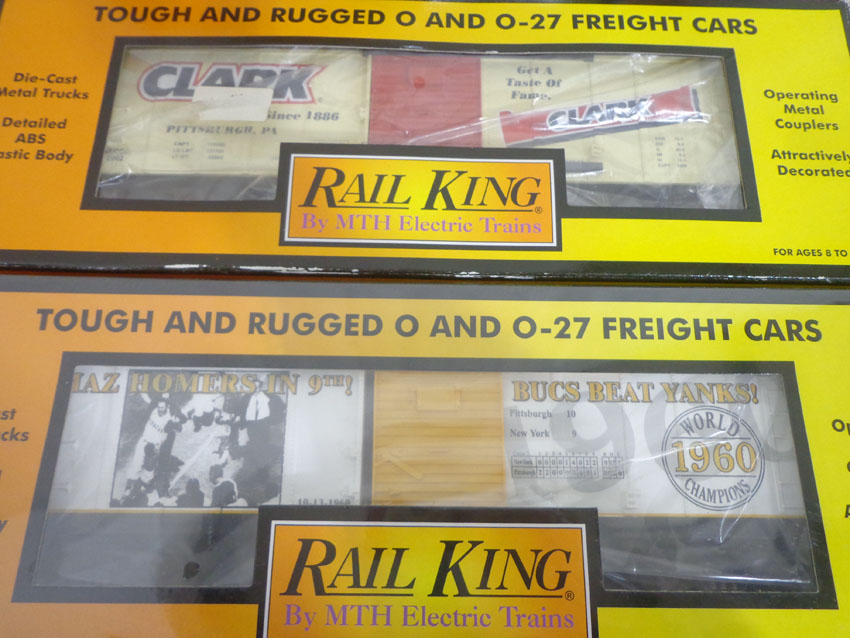 TOUGH AND RUGGED O AND O-27 FREIGHT CARS
Die-Cast
Metal Trucks
Detailed
ABS
astic Body
CLARK
Since 1886
PITTSBURGH, PA
Get A
Taste Of
Fame.
CLARK
Operating
Metal
Couplers
Attractively
Decorated
RAIL KING®
By MTH Electric Trains
FOR AGES 8 TO
TOUGH AND RUGGED O AND O-27 FREIGHT CARS
st
cks
y
MAZ HOMERS IN 9TH!
10-13-1960
BUCS BEAT YANKS!
Pittsburgh 10
New York 9
WORLD
1960
CHAMPIONS
RAIL KING®
By MTH Electric Trains